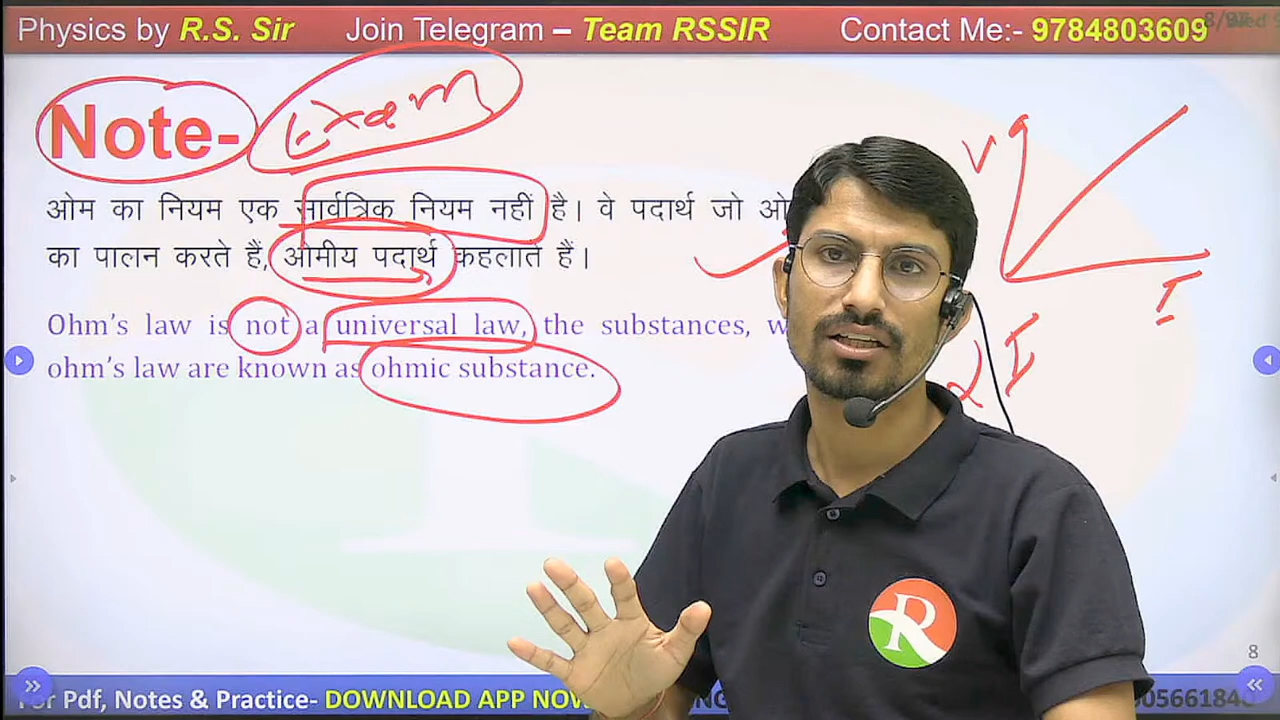 Physics by R.S. Sir Join Telegram – Team RSSIR Contact Me:- 9784803609
Note- Exam
ओम का नियम एक सार्वत्रिक नियम नहीं है। वे पदार्थ जो
का पालन करते हैं, ओमीय पदार्थ कहलाते हैं।
Ohm's law is not a universal law, the substances,
ohm's law are known as ohmic substance.
V
I
α I
R
8
For Pdf, Notes & Practice- DOWNLOAD APP NOW